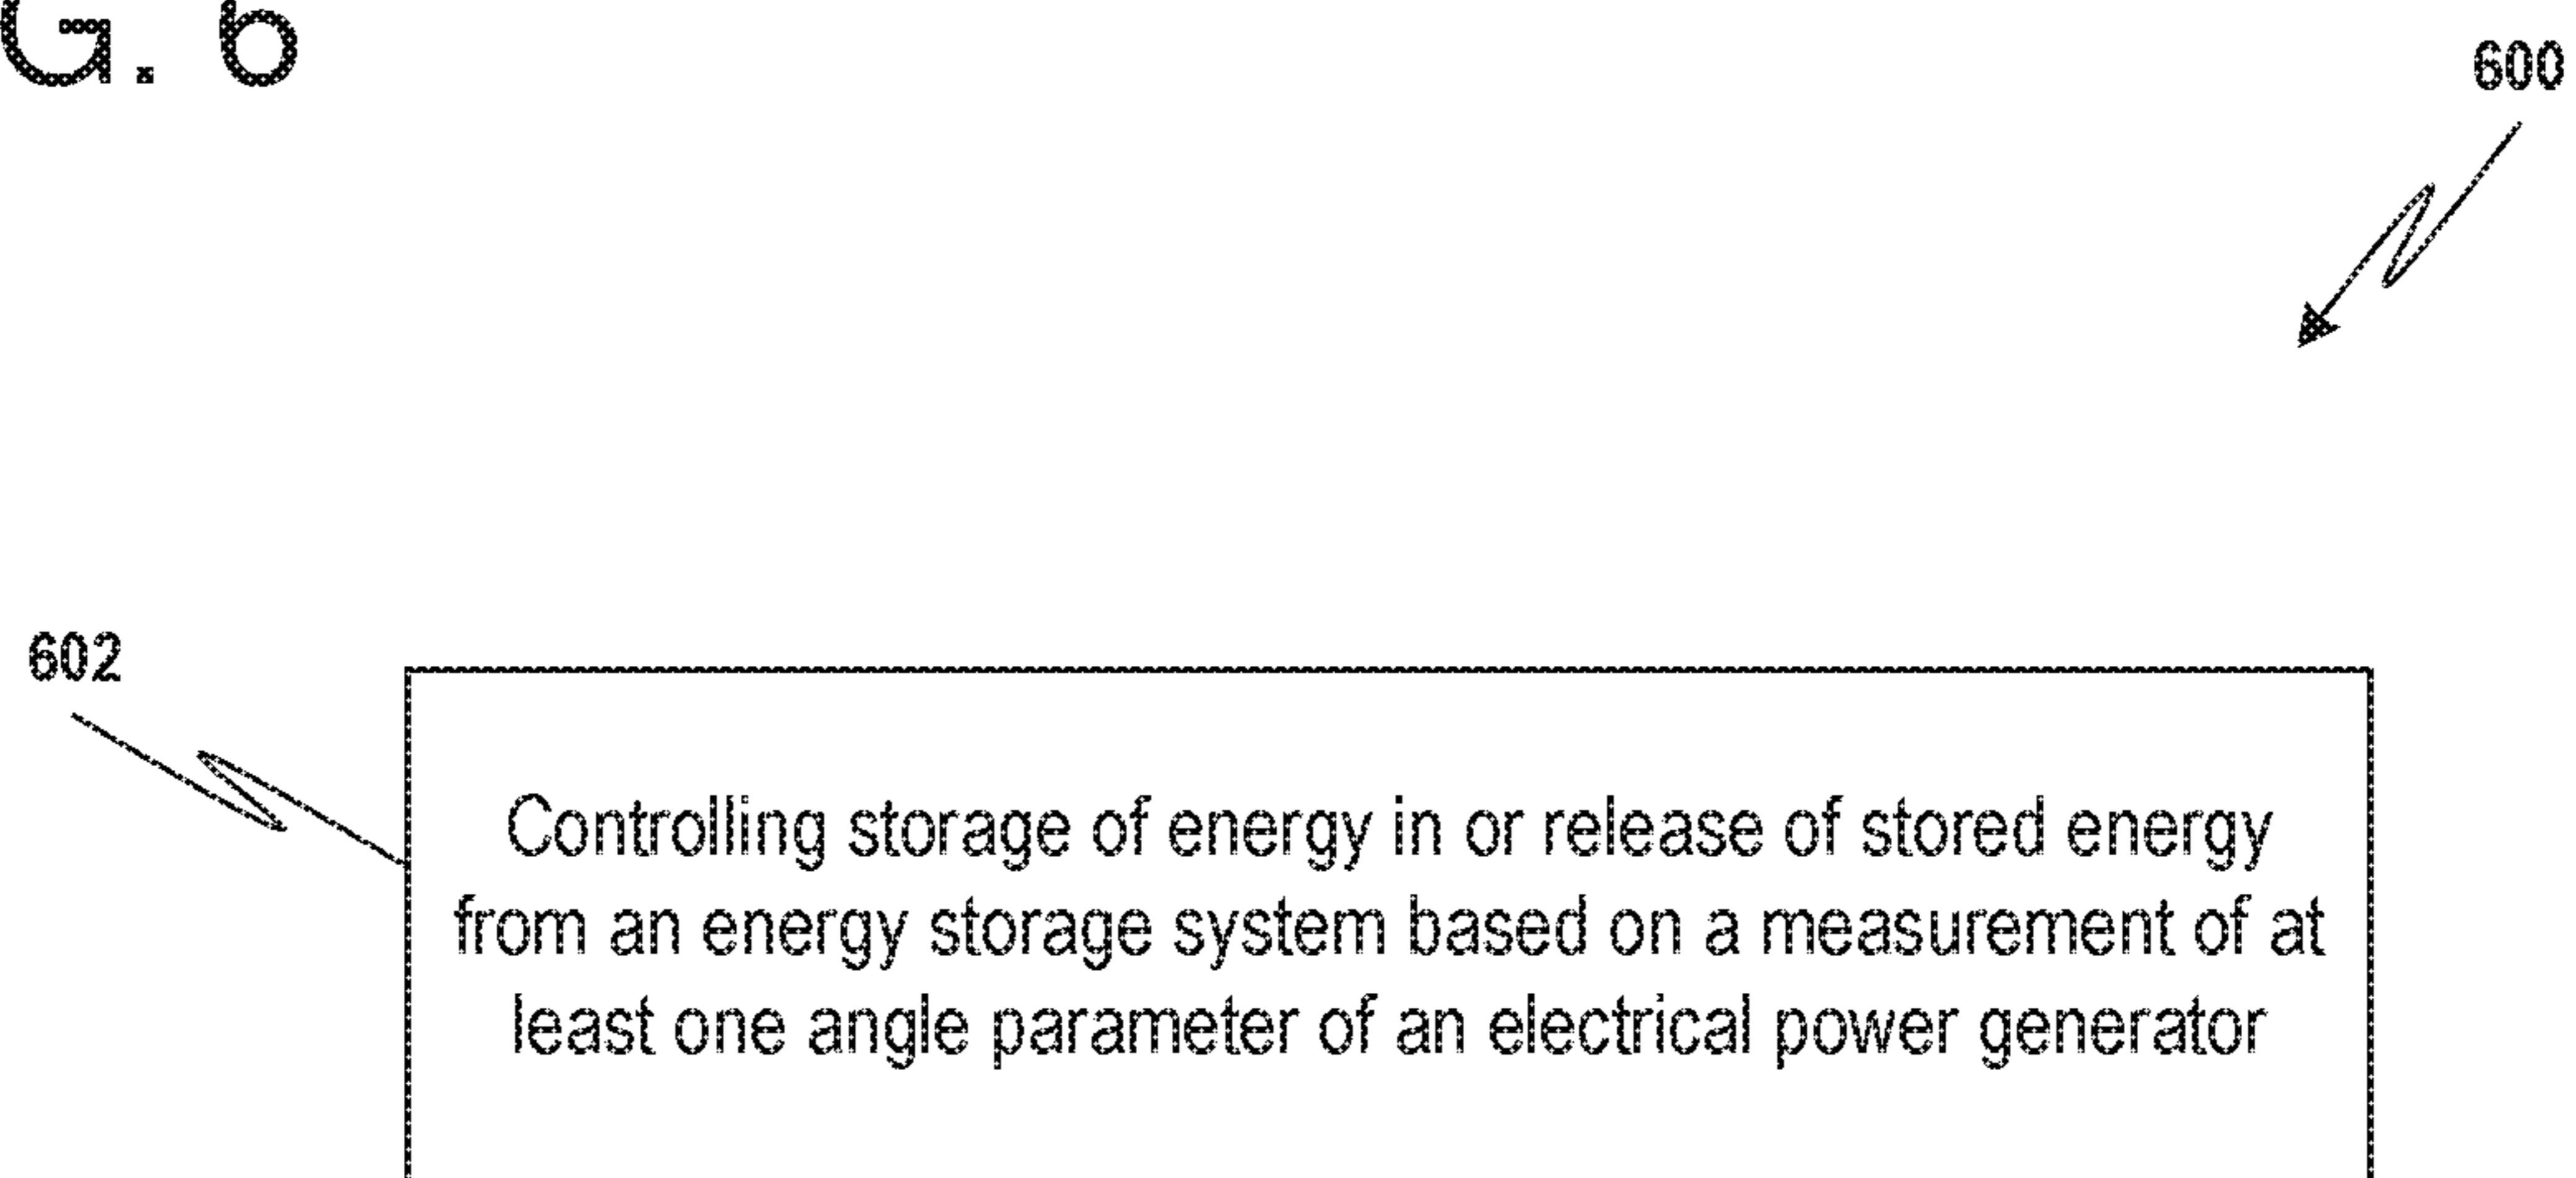 G. 6
600
602
Controlling storage of energy in or release of stored energy
from an energy storage system based on a measurement of at
least one angle parameter of an electrical power generator